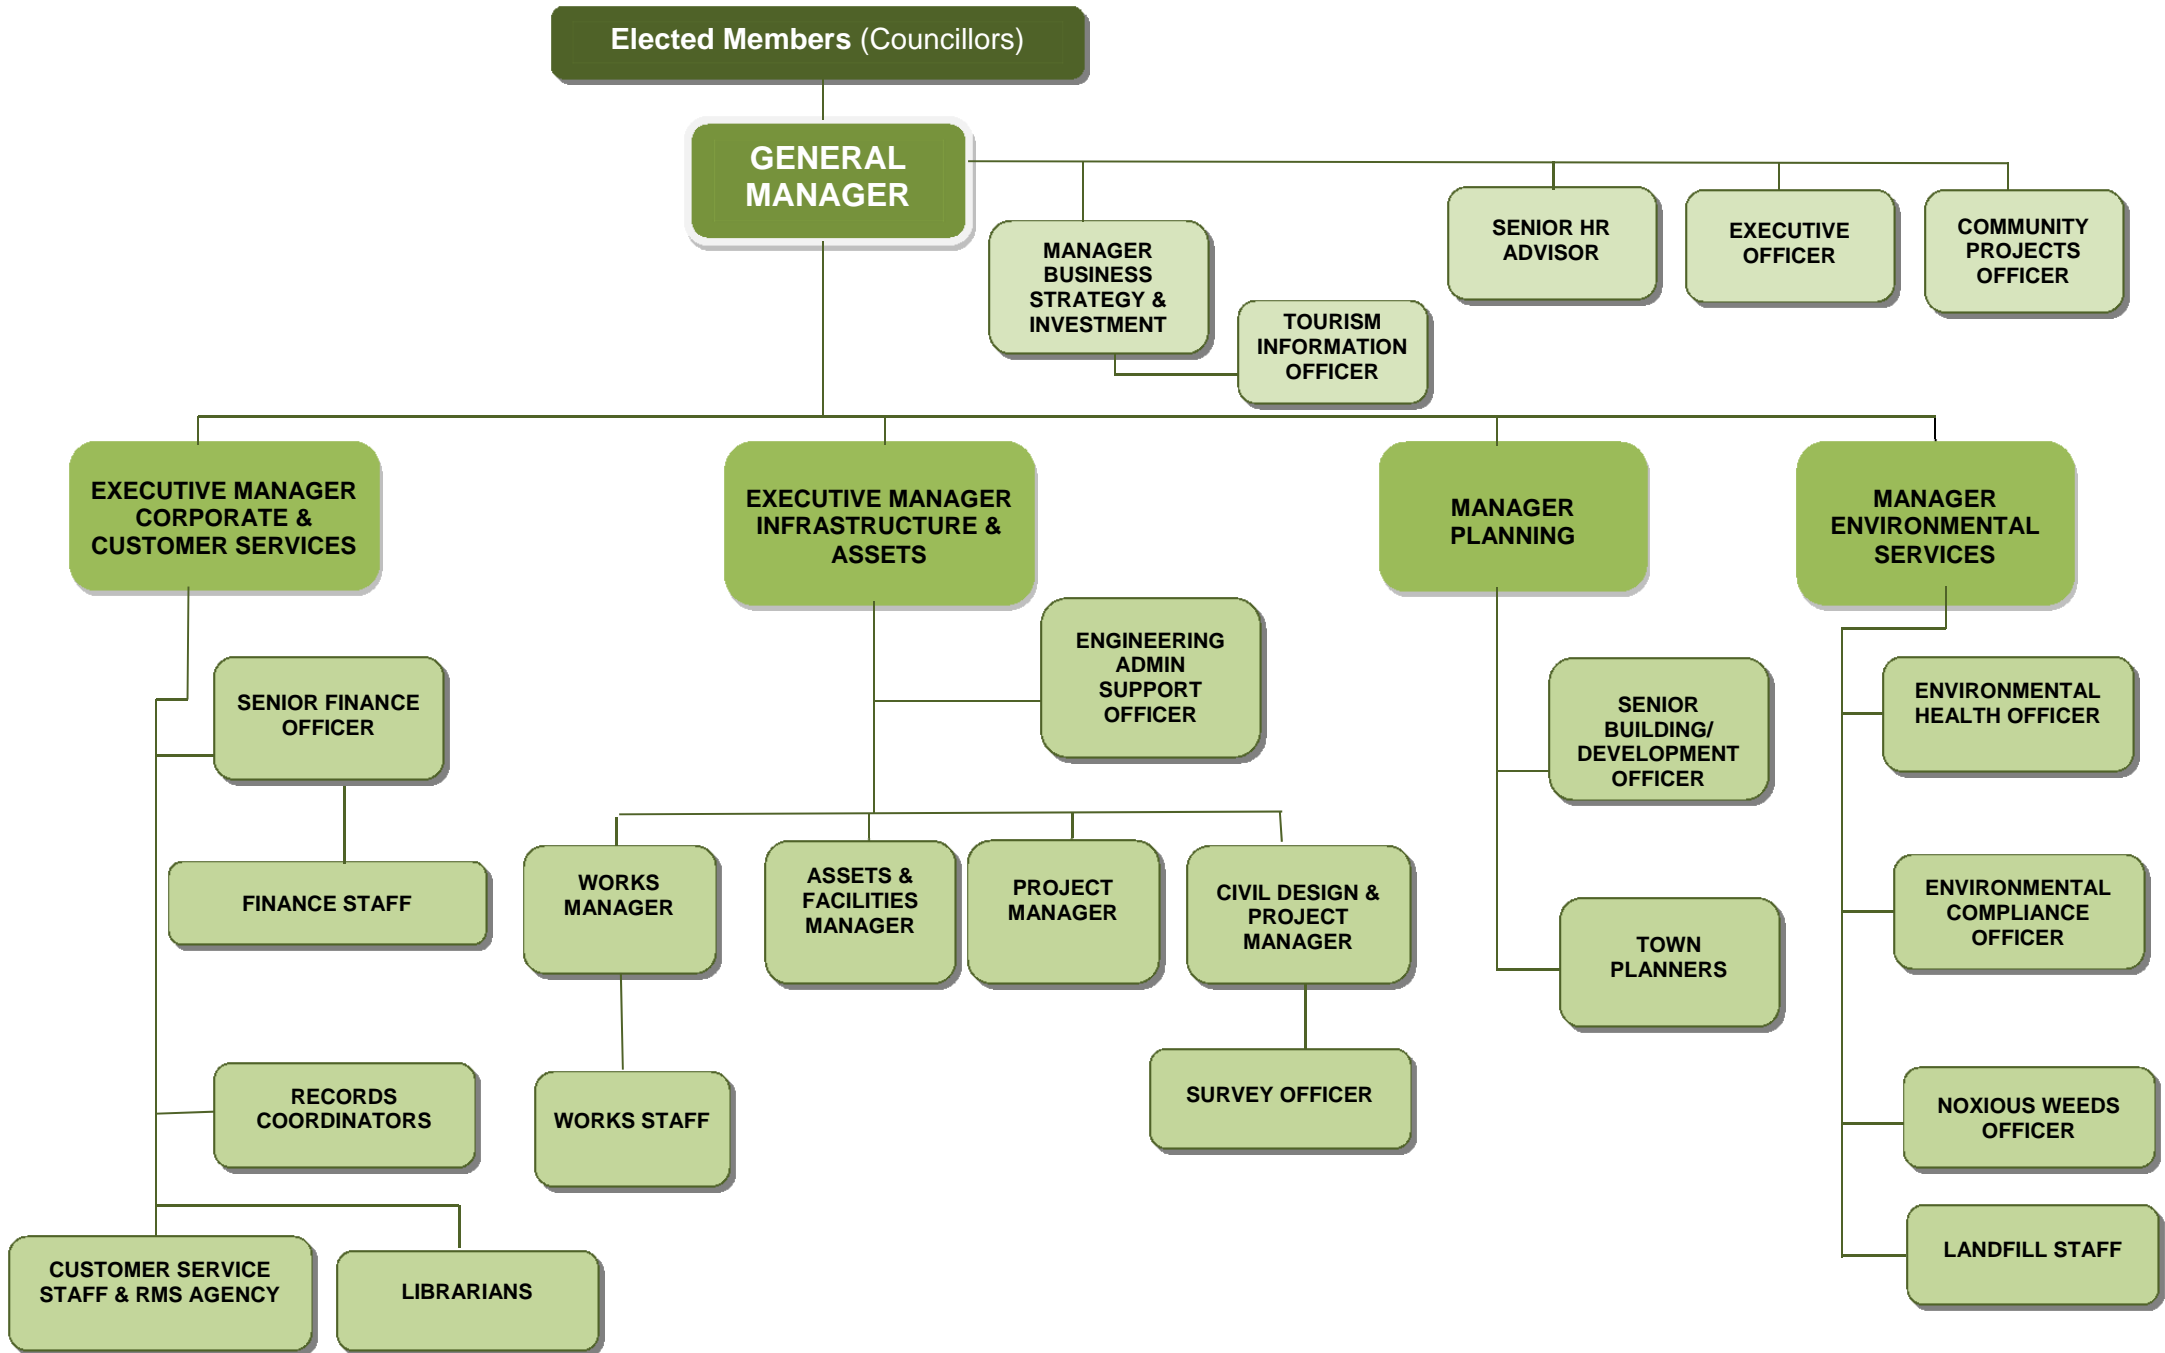 Elected Members (Councillors)
GENERAL
MANAGER
MANAGER
BUSINESS
STRATEGY &
INVESTMENT
TOURISM
INFORMATION
OFFICER
SENIOR HR
ADVISOR
EXECUTIVE
OFFICER
COMMUNITY
PROJECTS
OFFICER
EXECUTIVE MANAGER
CORPORATE &
CUSTOMER SERVICES
EXECUTIVE MANAGER
INFRASTRUCTURE &
ASSETS
MANAGER
PLANNING
MANAGER
ENVIRONMENTAL
SERVICES
SENIOR FINANCE
OFFICER
FINANCE STAFF
RECORDS
COORDINATORS
CUSTOMER SERVICE
STAFF & RMS AGENCY
LIBRARIANS
ENGINEERING
ADMIN
SUPPORT
OFFICER
WORKS
MANAGER
ASSETS &
FACILITIES
MANAGER
PROJECT
MANAGER
CIVIL DESIGN &
PROJECT
MANAGER
WORKS STAFF
SURVEY OFFICER
SENIOR
BUILDING/
DEVELOPMENT
OFFICER
TOWN
PLANNERS
ENVIRONMENTAL
HEALTH OFFICER
ENVIRONMENTAL
COMPLIANCE
OFFICER
NOXIOUS WEEDS
OFFICER
LANDFILL STAFF